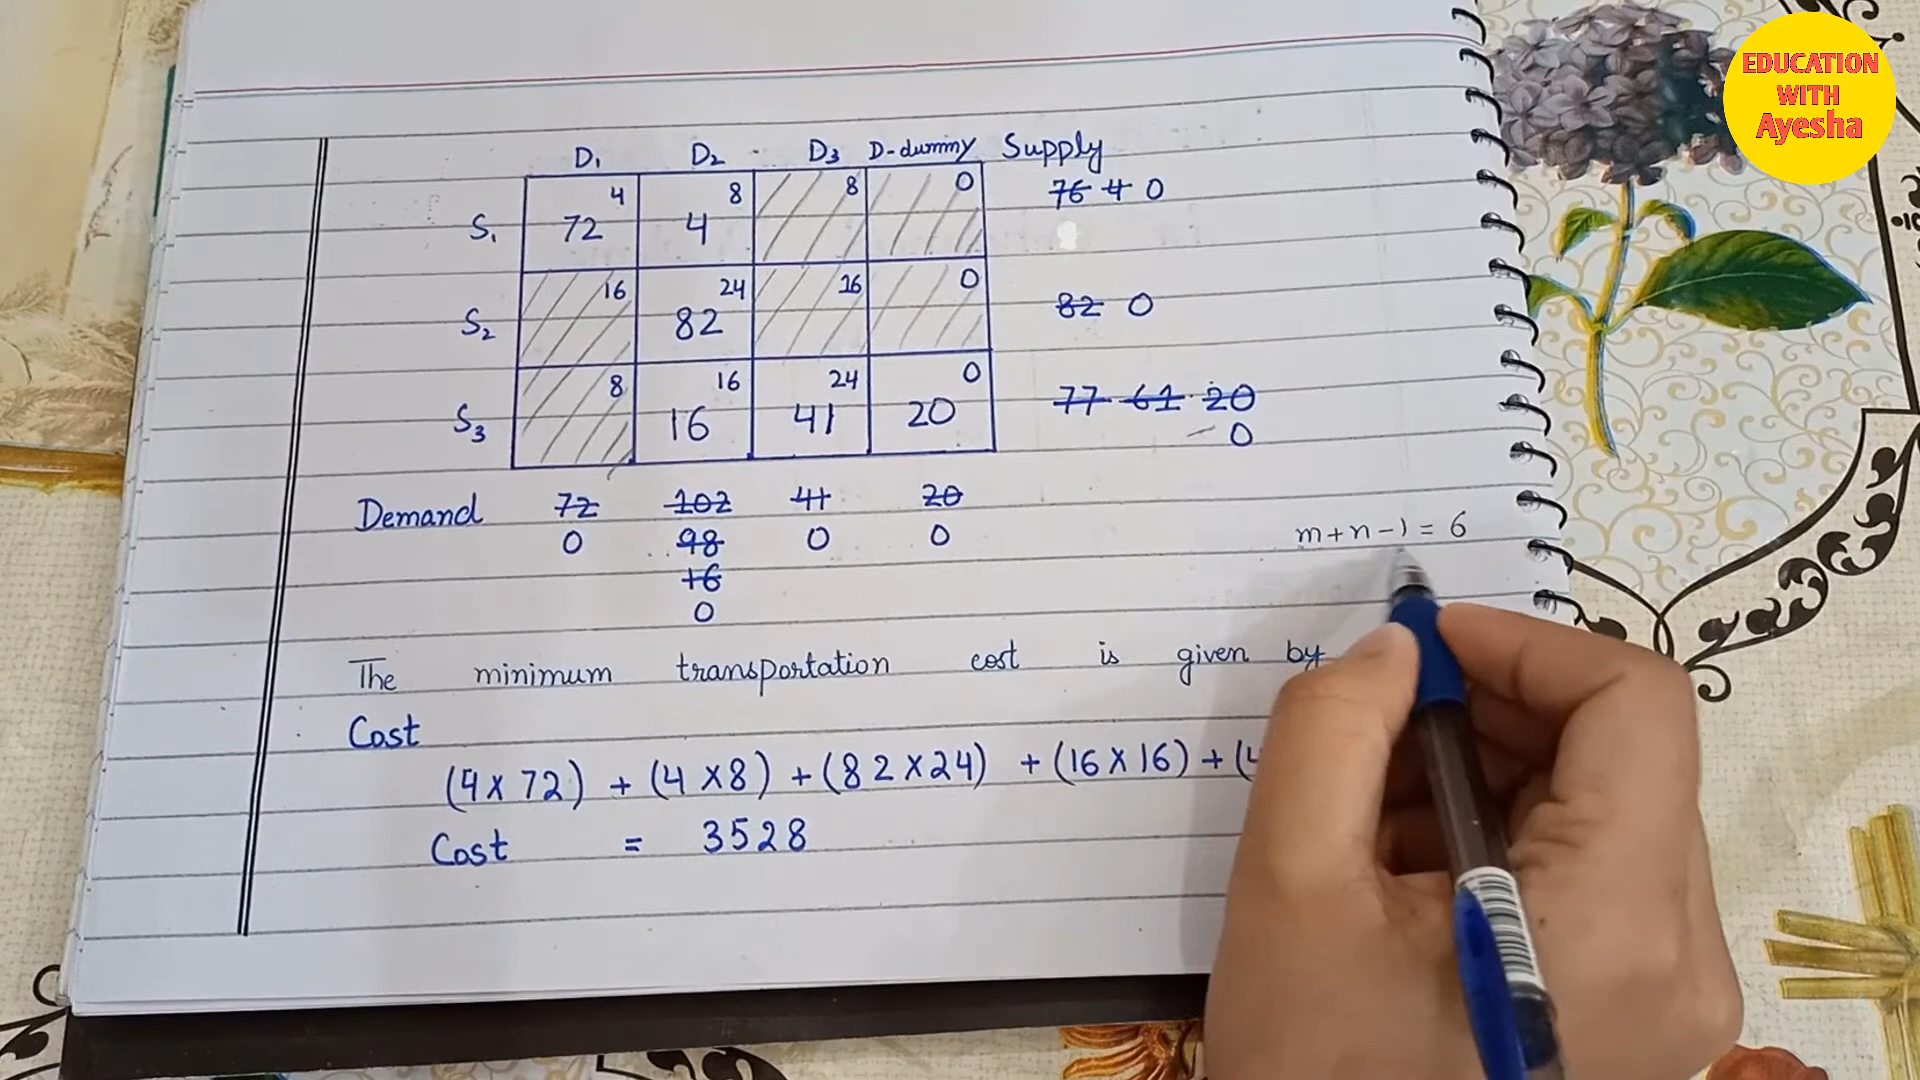 EDUCATION
WITH
Ayesha
D₁ D₂ D₃ D-dummy Supply
4 8 8 0 76 4 0
S₁ 72 4
16 24 16 0
S₂ 82 82 0
8 16 24 0 77 61 20
S₃ 16 41 20 0
Demand 72 102 41 20
0 98 0 0
16
0
m+n-1 = 6
The minimum transportation cost is given by
Cost
(4 x 72) + (4 x 8) + (82 x 24) + (16 x 16) + (4
Cost = 3528